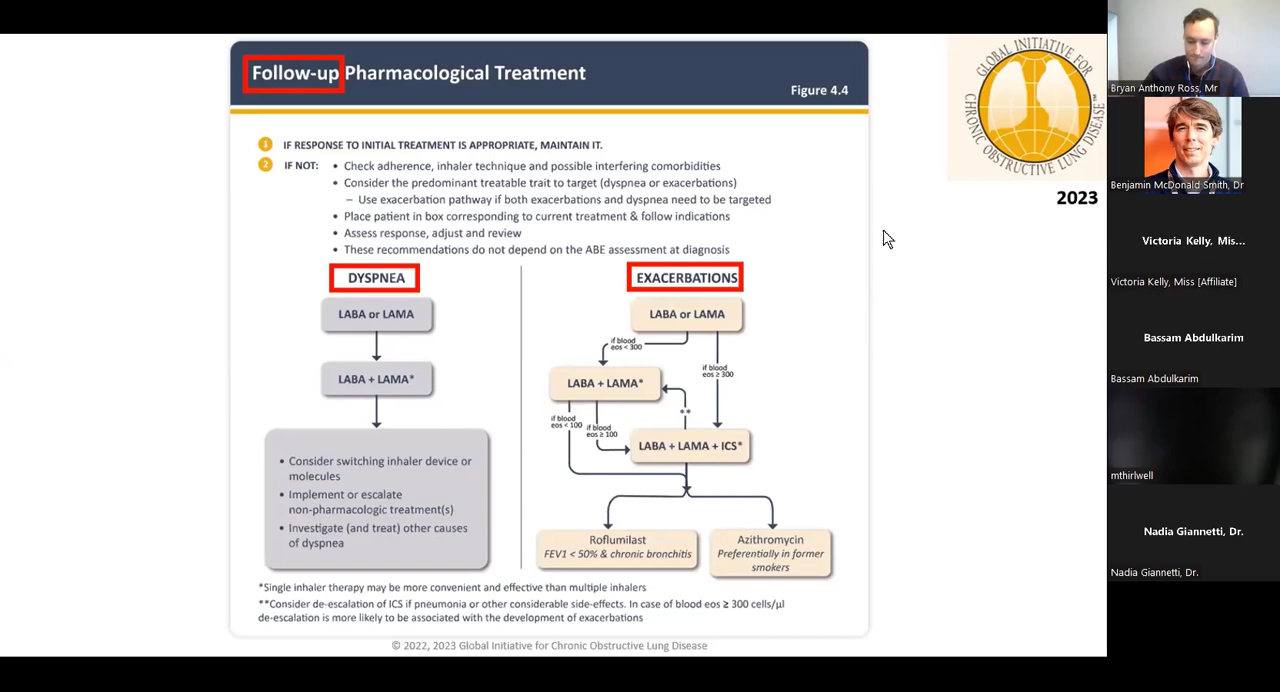 Follow-up Pharmacological Treatment
Figure 4.4
1 IF RESPONSE TO INITIAL TREATMENT IS APPROPRIATE, MAINTAIN IT.
2 IF NOT: • Check adherence, inhaler technique and possible interfering comorbidities
• Consider the predominant treatable trait to target (dyspnea or exacerbations)
– Use exacerbation pathway if both exacerbations and dyspnea need to be targeted
• Place patient in box corresponding to current treatment & follow indications
• Assess response, adjust and review
• These recommendations do not depend on the ABE assessment at diagnosis
DYSPNEA
LABA or LAMA
LABA + LAMA*
• Consider switching inhaler device or
molecules
• Implement or escalate
non-pharmacologic treatment(s)
• Investigate (and treat) other causes
of dyspnea
EXACERBATIONS
LABA or LAMA
if blood
eos < 300
if blood
eos ≥ 300
LABA + LAMA*
**
if blood
eos < 100
if blood
eos ≥ 100
LABA + LAMA + ICS*
Roflumilast
FEV1 < 50% & chronic bronchitis
Azithromycin
Preferentially in former
smokers
*Single inhaler therapy may be more convenient and effective than multiple inhalers
**Consider de-escalation of ICS if pneumonia or other considerable side-effects. In case of blood eos ≥ 300 cells/µl
de-escalation is more likely to be associated with the development of exacerbations
© 2022, 2023 Global Initiative for Chronic Obstructive Lung Disease
GLOBAL INITIATIVE FOR
CHRONIC OBSTRUCTIVE LUNG DISEASE™
2023
Bryan Anthony Ross, Mr
Benjamin McDonald Smith, Dr
Victoria Kelly, Mis...
Victoria Kelly, Miss [Affiliate]
Bassam Abdulkarim
Bassam Abdulkarim
mthirlwell
Nadia Giannetti, Dr.
Nadia Giannetti, Dr.